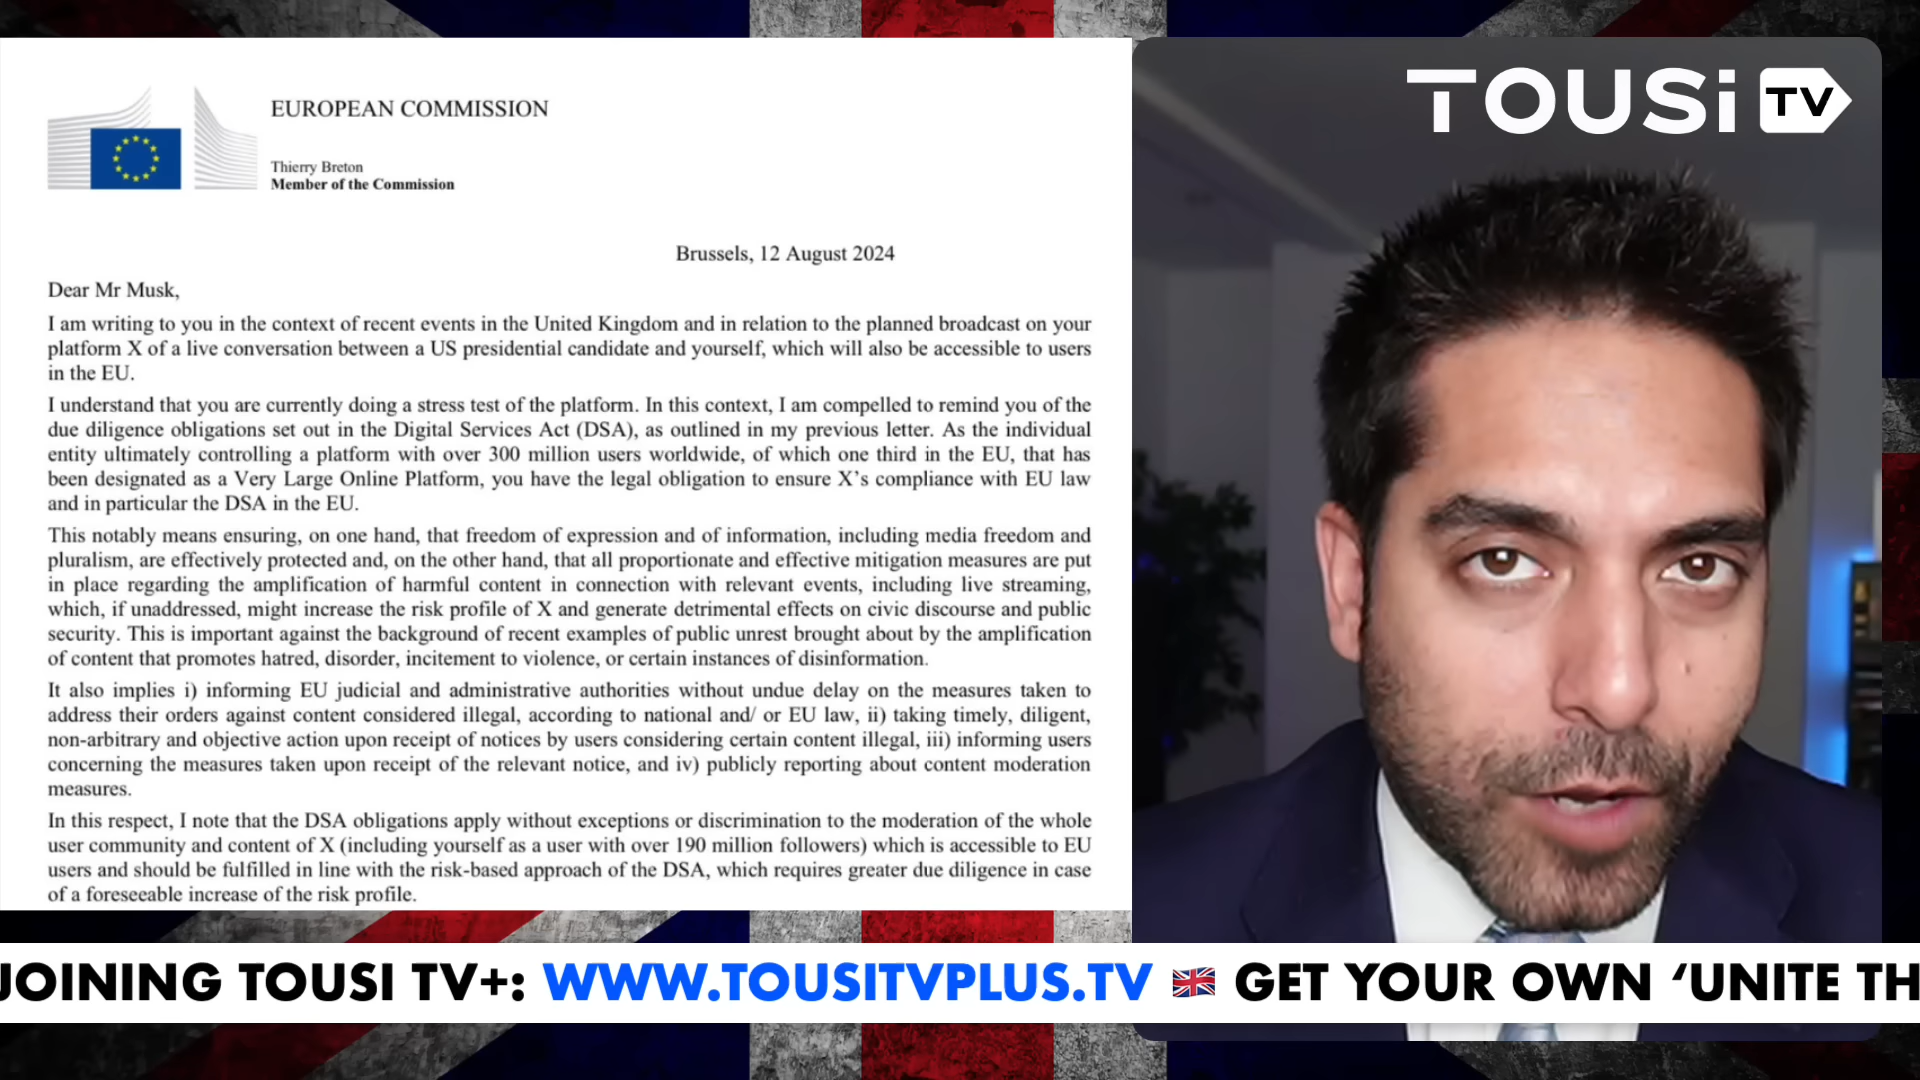 EUROPEAN COMMISSION
Thierry Breton
Member of the Commission
Brussels, 12 August 2024
Dear Mr Musk,
I am writing to you in the context of recent events in the United Kingdom and in relation to the planned broadcast on your
platform X of a live conversation between a US presidential candidate and yourself, which will also be accessible to users
in the EU.
I understand that you are currently doing a stress test of the platform. In this context, I am compelled to remind you of the
due diligence obligations set out in the Digital Services Act (DSA), as outlined in my previous letter. As the individual
entity ultimately controlling a platform with over 300 million users worldwide, of which one third in the EU, that has
been designated as a Very Large Online Platform, you have the legal obligation to ensure X’s compliance with EU law
and in particular the DSA in the EU.
This notably means ensuring, on one hand, that freedom of expression and of information, including media freedom and
pluralism, are effectively protected and, on the other hand, that all proportionate and effective mitigation measures are put
in place regarding the amplification of harmful content in connection with relevant events, including live streaming,
which, if unaddressed, might increase the risk profile of X and generate detrimental effects on civic discourse and public
security. This is important against the background of recent examples of public unrest brought about by the amplification
of content that promotes hatred, disorder, incitement to violence, or certain instances of disinformation.
It also implies i) informing EU judicial and administrative authorities without undue delay on the measures taken to
address their orders against content considered illegal, according to national and/ or EU law, ii) taking timely, diligent,
non-arbitrary and objective action upon receipt of notices by users considering certain content illegal, iii) informing users
concerning the measures taken upon receipt of the relevant notice, and iv) publicly reporting about content moderation
measures.
In this respect, I note that the DSA obligations apply without exceptions or discrimination to the moderation of the whole
user community and content of X (including yourself as a user with over 190 million followers) which is accessible to EU
users and should be fulfilled in line with the risk-based approach of the DSA, which requires greater due diligence in case
of a foreseeable increase of the risk profile.
TOUSi TV
JOINING TOUSI TV+: WWW.TOUSITVPLUS.TV 🇬🇧 GET YOUR OWN ‘UNITE TH